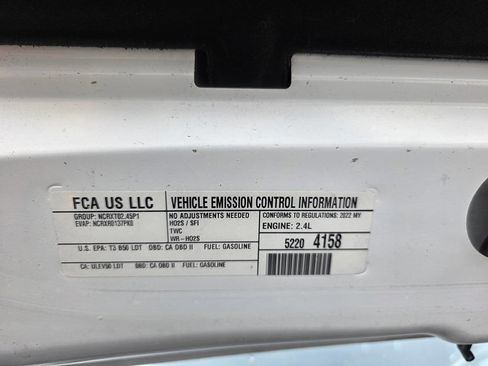 FCA US LLC
VEHICLE EMISSION CONTROL INFORMATION
GROUP: NCRXT02.45P1
EVAP: NCRXR0137PK0
NO ADJUSTMENTS NEEDED
HO2S / SFI
TWC
WR-HO2S
CONFORMS TO REGULATIONS: 2022 MY
ENGINE: 2.4L
U.S. EPA: T3 B50 LDT OBD: CA OBD II FUEL: GASOLINE
5220 4158
CA: ULEV50 LDT OBD: CA OBD II FUEL: GASOLINE